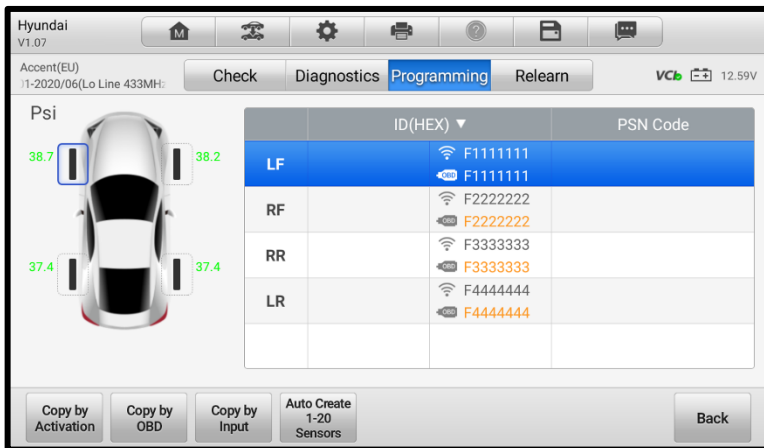 Hyundai
V1.07
M
?
Accent(EU)
)1-2020/06(Lo Line 433MH:
Check
Diagnostics
Programming
Relearn
VCI
12.59V
Psi
38.7
38.2
37.4
37.4
ID(HEX) ▼
PSN Code
LF
F1111111
OBD F1111111
RF
F2222222
OBD F2222222
RR
F3333333
OBD F3333333
LR
F4444444
OBD F4444444
Copy by
Activation
Copy by
OBD
Copy by
Input
Auto Create
1-20
Sensors
Back